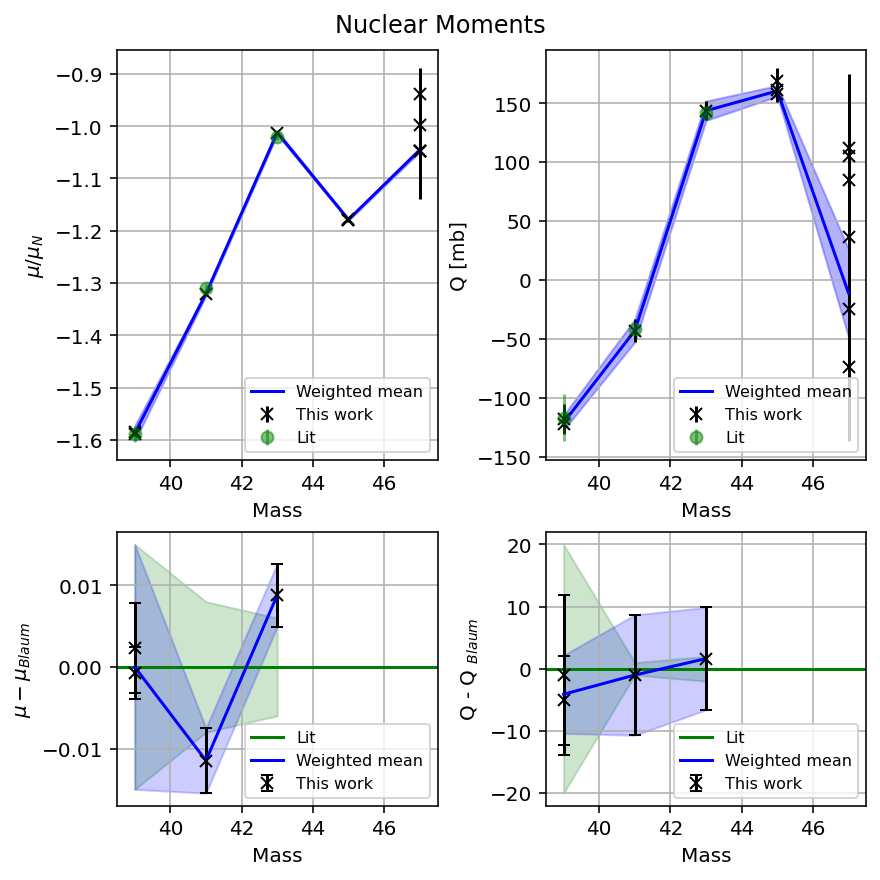 Nuclear Moments
−0.9
−1.0
−1.1
−1.2
−1.3
−1.4
−1.5
−1.6
μ/μN
40 42 44 46
Mass
Weighted mean
This work
Lit
150
100
50
0
−50
−100
−150
Q [mb]
40 42 44 46
Mass
Weighted mean
This work
Lit
0.01
0.00
−0.01
μ − μBlaum
40 42 44 46
Mass
Lit
Weighted mean
This work
20
10
0
−10
−20
Q - Q Blaum
40 42 44 46
Mass
Lit
Weighted mean
This work